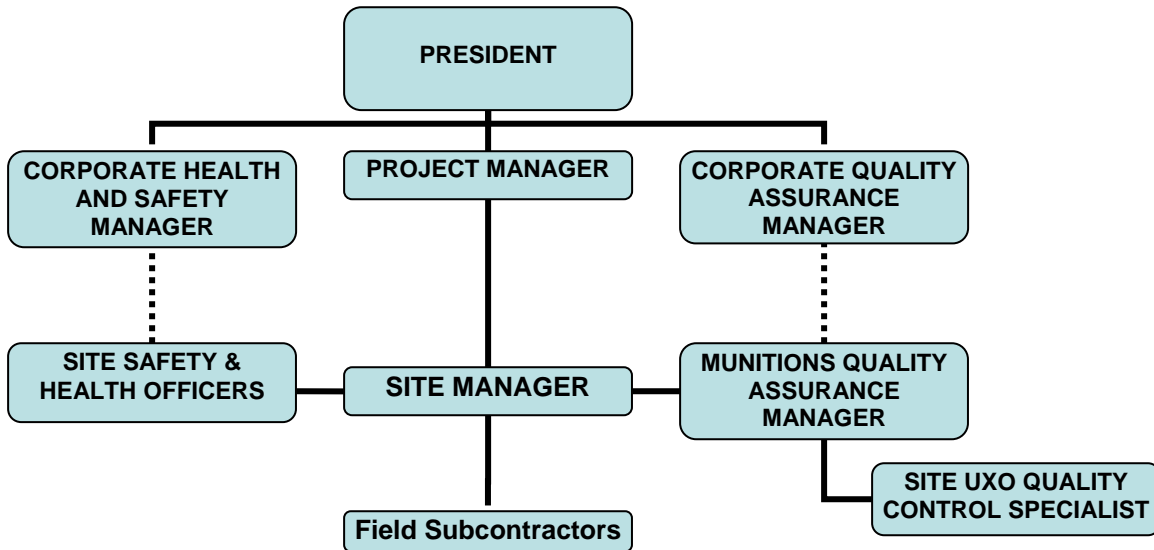 PRESIDENT
CORPORATE HEALTH
AND SAFETY
MANAGER
PROJECT MANAGER
CORPORATE QUALITY
ASSURANCE
MANAGER
SITE SAFETY &
HEALTH OFFICERS
SITE MANAGER
MUNITIONS QUALITY
ASSURANCE
MANAGER
SITE UXO QUALITY
CONTROL SPECIALIST
Field Subcontractors